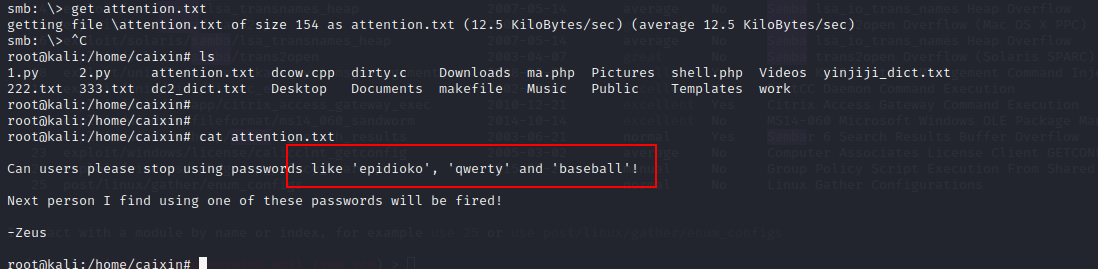 smb: \> get attention.txt
getting file \attention.txt of size 154 as attention.txt (12.5 KiloBytes/sec) (average 12.5 KiloBytes/sec)
smb: \> ^C
root@kali:/home/caixin# ls
1.py 2.py attention.txt dcow.cpp dirty.c Downloads ma.php Pictures shell.php Videos yinjiji_dict.txt
222.txt 333.txt dc2_dict.txt Desktop Documents makefile Music Public Templates work
root@kali:/home/caixin#
root@kali:/home/caixin#
root@kali:/home/caixin# cat attention.txt
Can users please stop using passwords like 'epidioko', 'qwerty' and 'baseball'!
Next person I find using one of these passwords will be fired!
-Zeus
root@kali:/home/caixin#